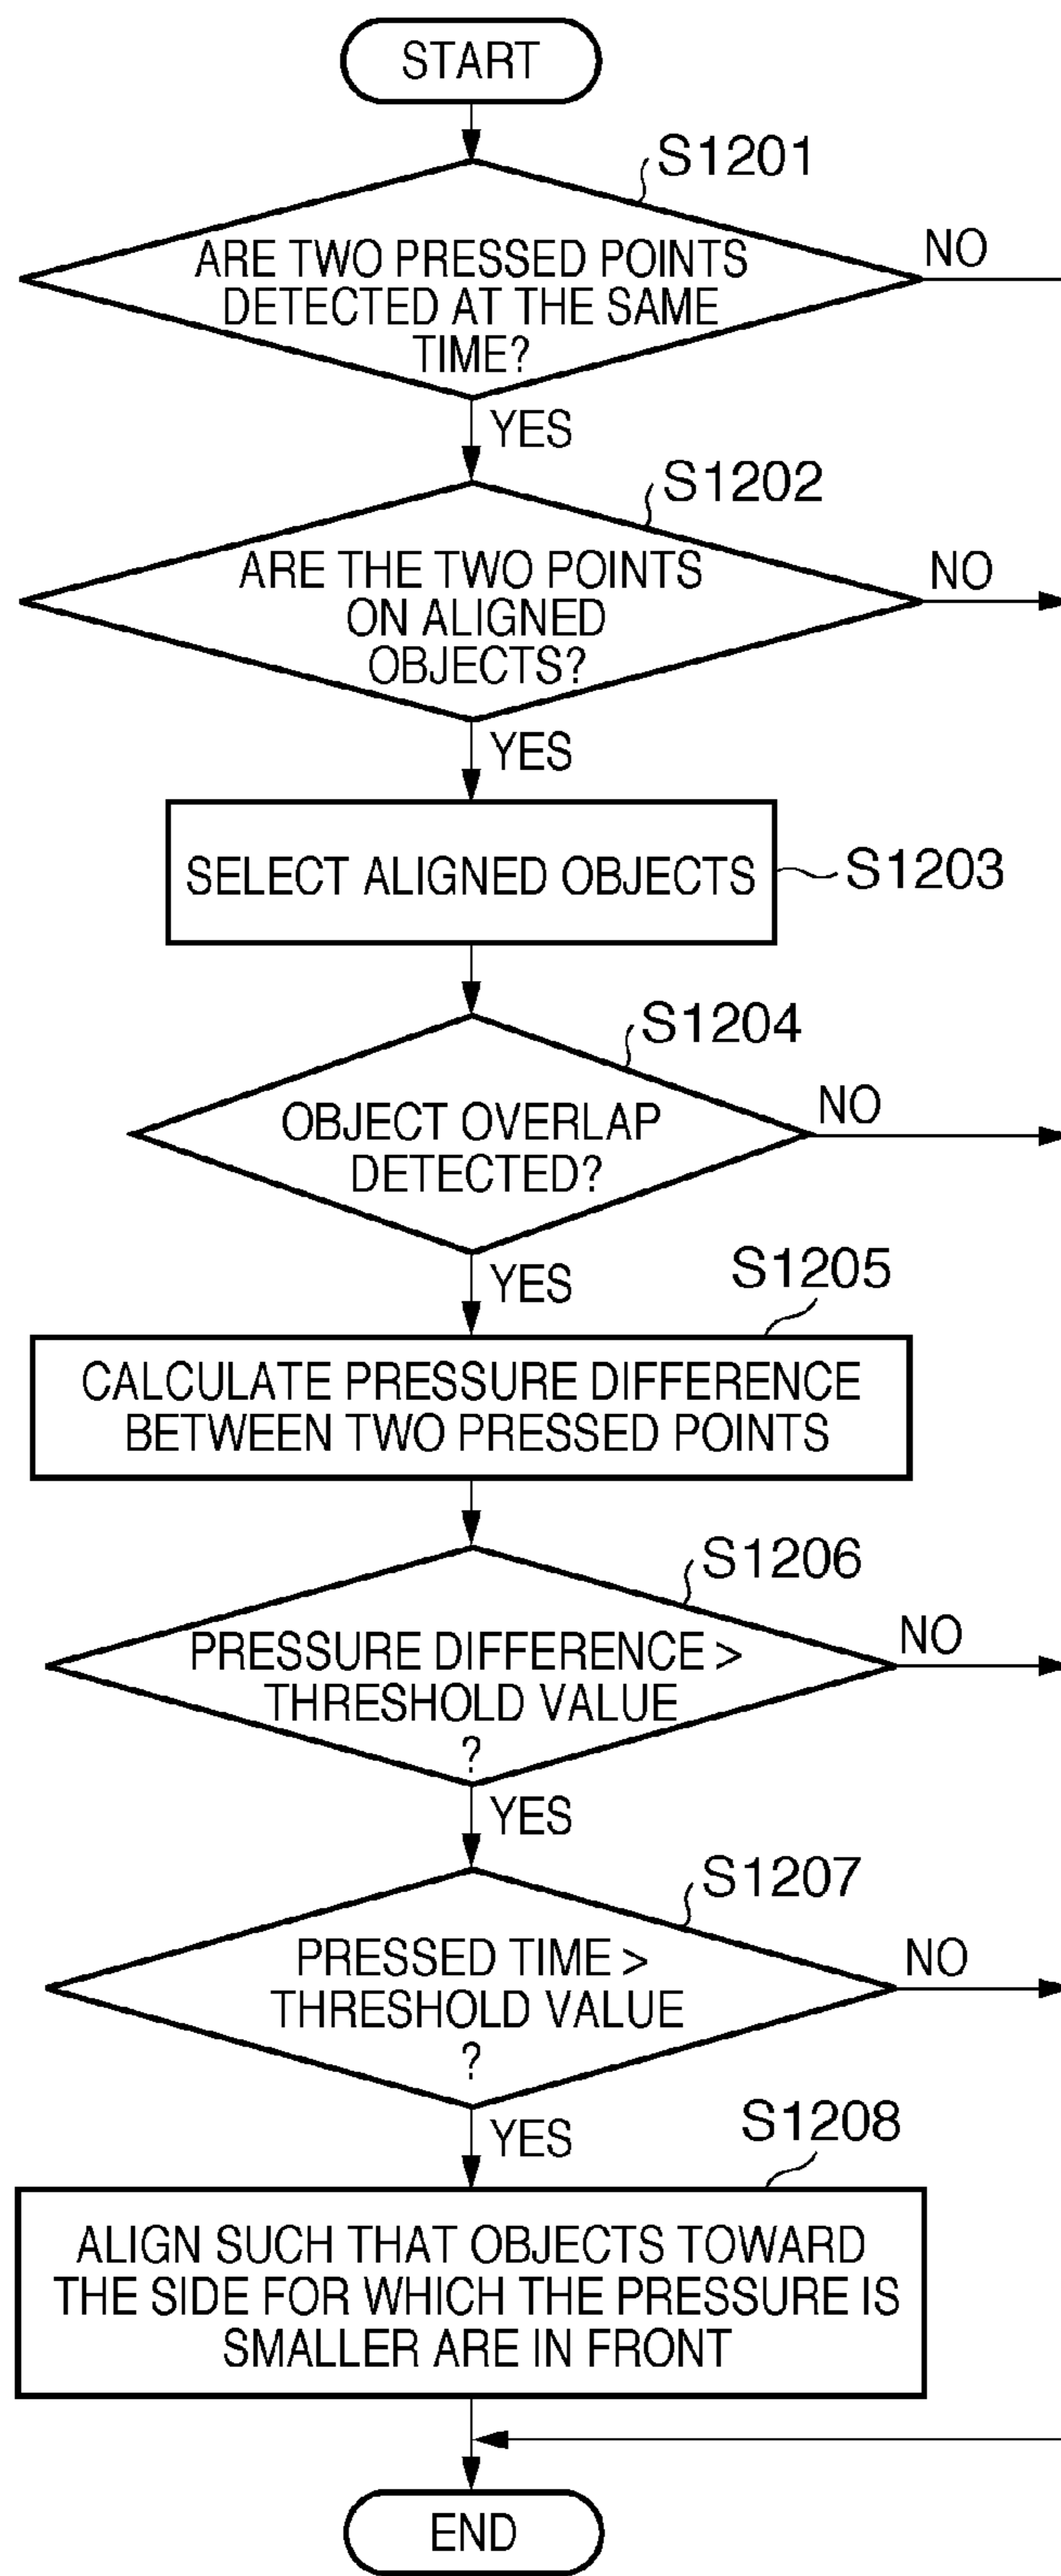 START
S1201
ARE TWO PRESSED POINTS
DETECTED AT THE SAME
TIME?
NO
YES
S1202
ARE THE TWO POINTS
ON ALIGNED
OBJECTS?
NO
YES
SELECT ALIGNED OBJECTS
S1203
S1204
OBJECT OVERLAP
DETECTED?
NO
YES
S1205
CALCULATE PRESSURE DIFFERENCE
BETWEEN TWO PRESSED POINTS
S1206
PRESSURE DIFFERENCE >
THRESHOLD VALUE
?
NO
YES
S1207
PRESSED TIME >
THRESHOLD VALUE
?
NO
YES
S1208
ALIGN SUCH THAT OBJECTS TOWARD
THE SIDE FOR WHICH THE PRESSURE IS
SMALLER ARE IN FRONT
END